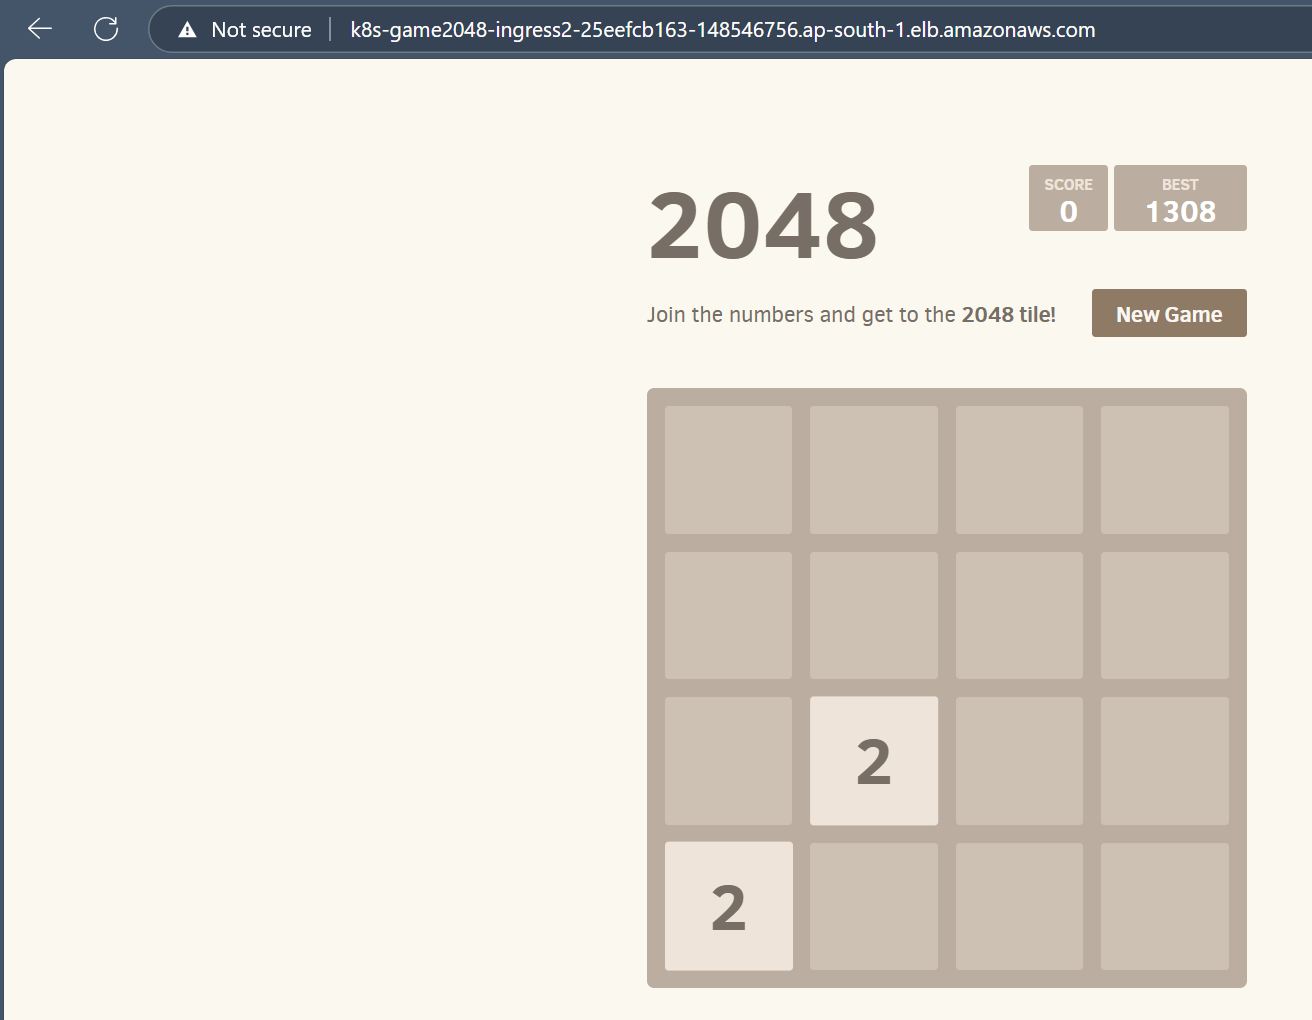 Not secure k8s-game2048-ingress2-25eefcb163-148546756.ap-south-1.elb.amazonaws.com
2048
SCORE
0
BEST
1308
Join the numbers and get to the 2048 tile!
New Game
2
2